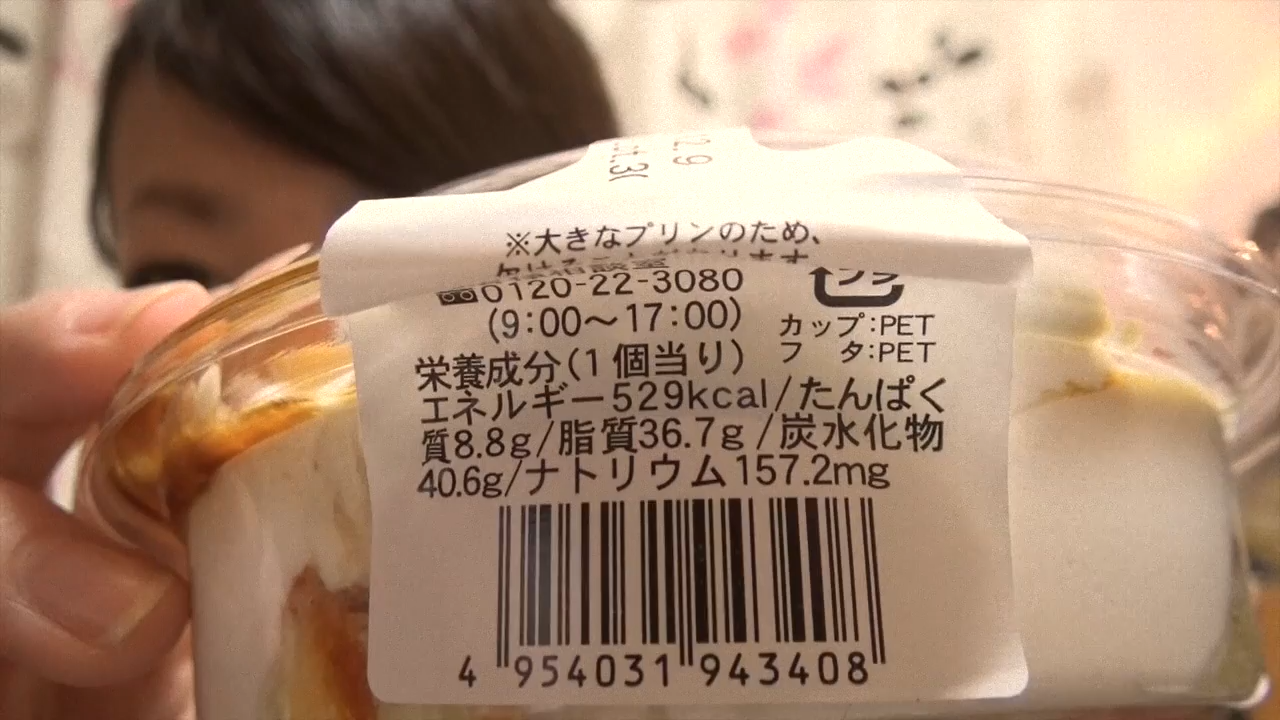 2.9
※大きなプリンのため、
0120-22-3080
(9:00〜17:00)
カップ:PET
フタ:PET
栄養成分(1個当り)
エネルギー529kcal/たんぱく
質8.8g/脂質36.7g/炭水化物
40.6g/ナトリウム157.2mg
4 954031 943408